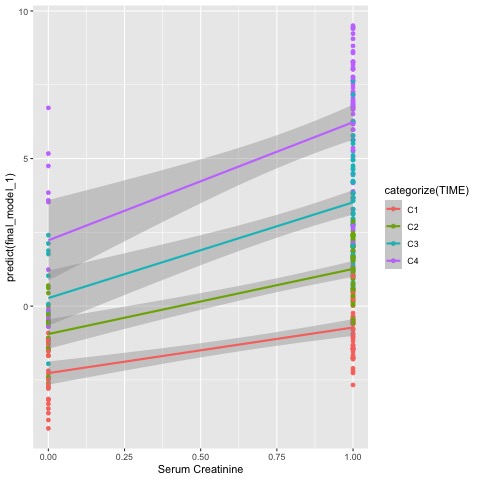 10
5
0
predict(final_model_1)
0.00
0.25
0.50
0.75
1.00
Serum Creatinine
categorize(TIME)
C1
C2
C3
C4